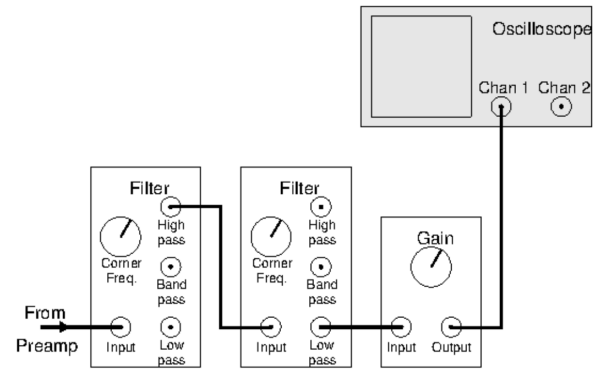 Oscilloscope
Chan 1 Chan 2
Filter
High
pass
Corner
Freq.
Band
pass
Input
Low
pass
Filter
High
pass
Corner
Freq.
Band
pass
Input
Low
pass
Gain
Input Output
From
Preamp